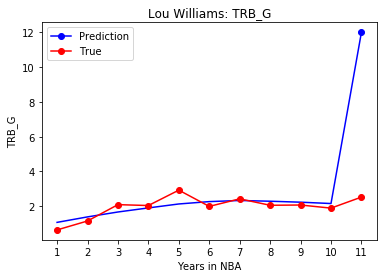 Lou Williams: TRB_G
Prediction
True
TRB_G
12
10
8
6
4
2
1 2 3 4 5 6 7 8 9 10 11
Years in NBA